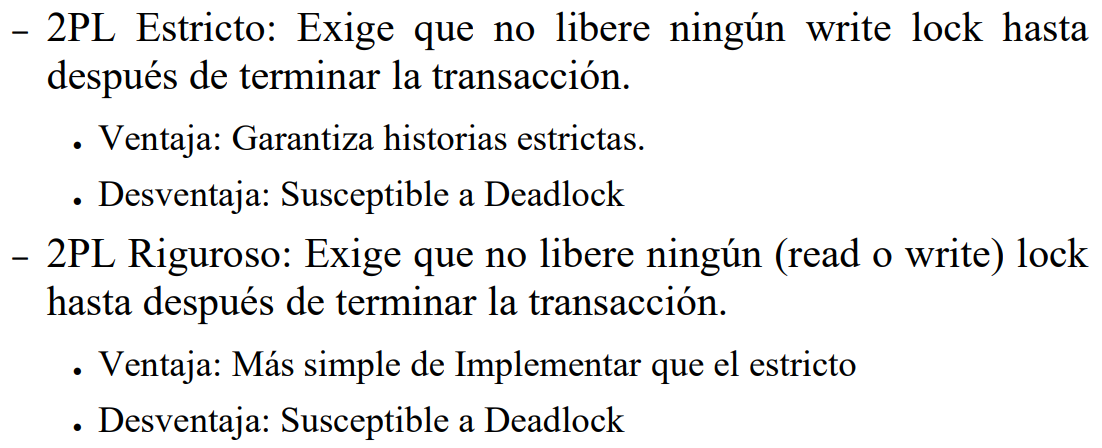 – 2PL Estricto: Exige que no libere ningún write lock hasta
después de terminar la transacción.
• Ventaja: Garantiza historias estrictas.
• Desventaja: Susceptible a Deadlock
– 2PL Riguroso: Exige que no libere ningún (read o write) lock
hasta después de terminar la transacción.
• Ventaja: Más simple de Implementar que el estricto
• Desventaja: Susceptible a Deadlock